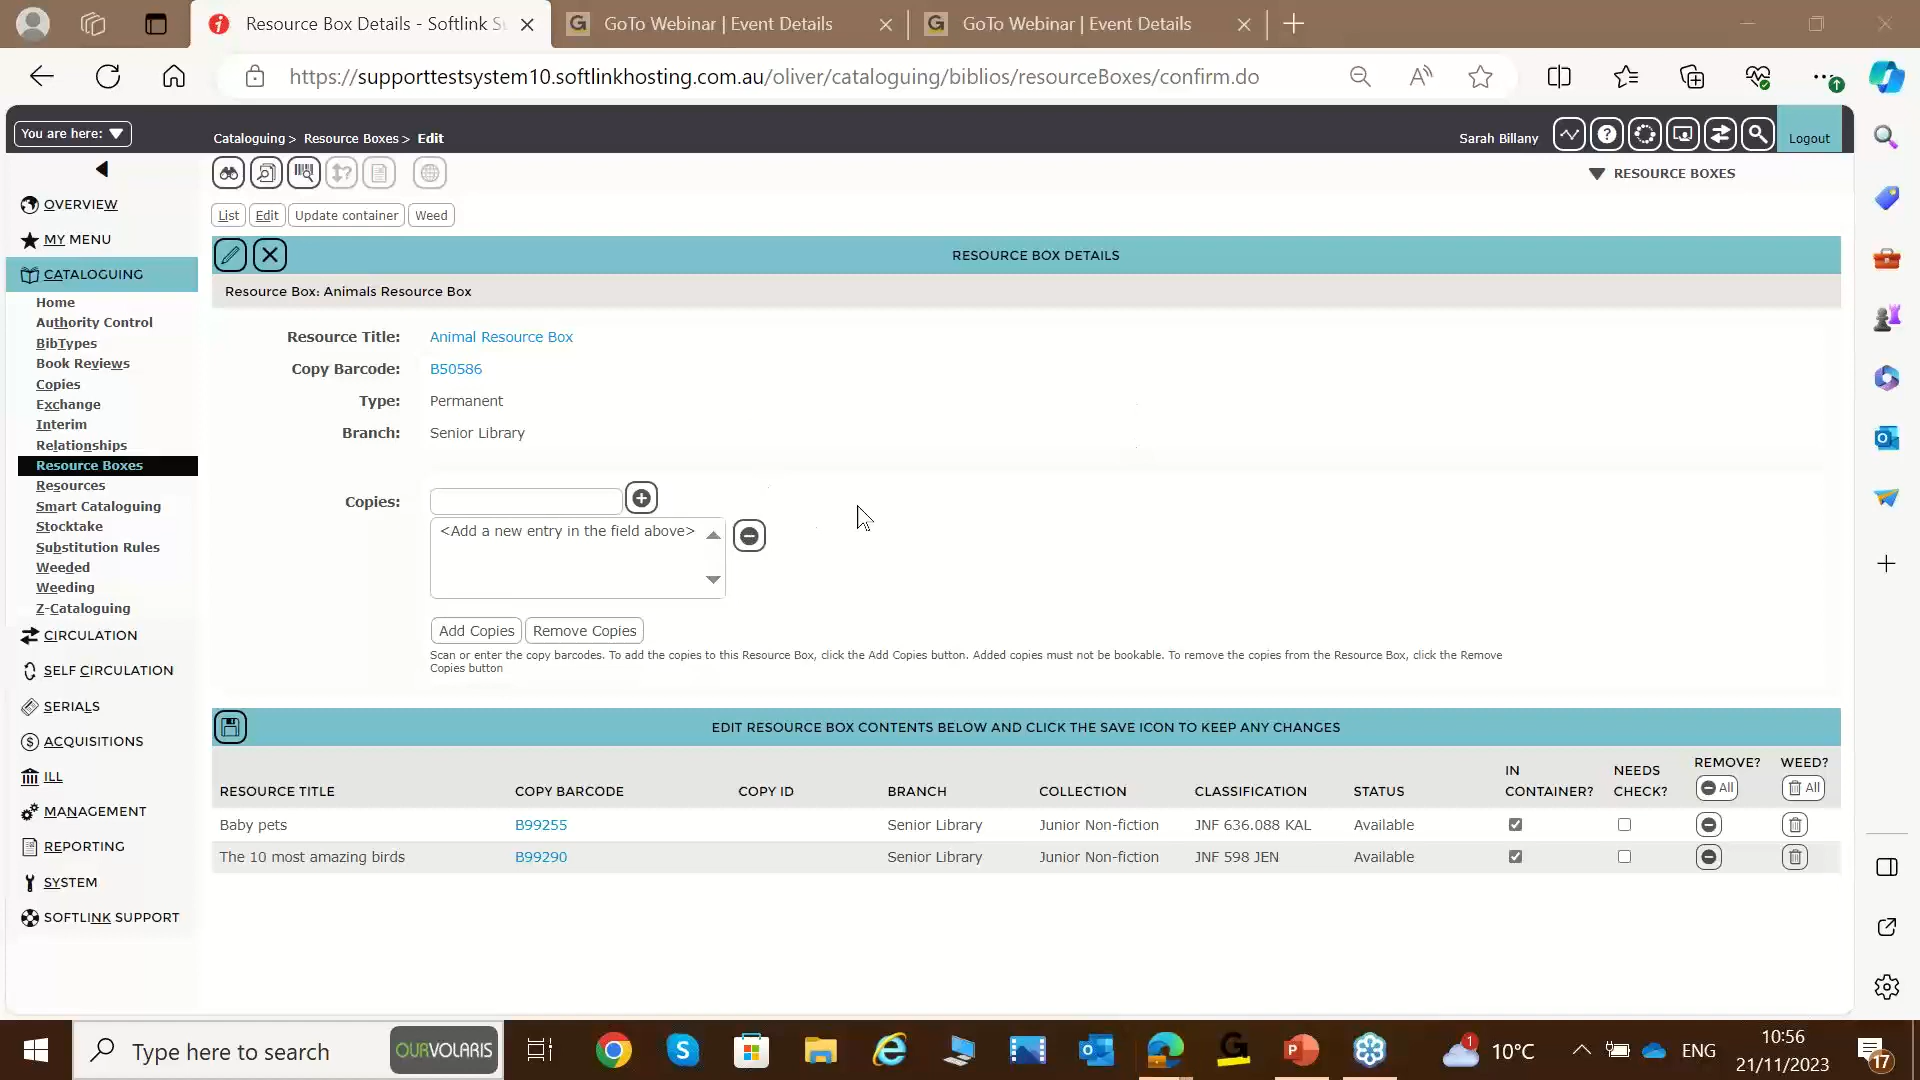 Resource Box Details - Softlink S
GoTo Webinar | Event Details
GoTo Webinar | Event Details
https://supporttestsystem10.softlinkhosting.com.au/oliver/cataloguing/biblios/resourceBoxes/confirm.do
You are here:
Cataloguing > Resource Boxes > Edit
Sarah Billany
Logout
RESOURCE BOXES
OVERVIEW
MY MENU
CATALOGUING
Home
Authority Control
BibTypes
Book Reviews
Copies
Exchange
Interim
Relationships
Resource Boxes
Resources
Smart Cataloguing
Stocktake
Substitution Rules
Weeded
Weeding
Z-Cataloguing
CIRCULATION
SELF CIRCULATION
SERIALS
ACQUISITIONS
ILL
MANAGEMENT
REPORTING
SYSTEM
SOFTLINK SUPPORT
List Edit Update container Weed
RESOURCE BOX DETAILS
Resource Box: Animals Resource Box
Resource Title: Animal Resource Box
Copy Barcode: B50586
Type: Permanent
Branch: Senior Library
Copies:
<Add a new entry in the field above>
Add Copies Remove Copies
Scan or enter the copy barcodes. To add the copies to this Resource Box, click the Add Copies button. Added copies must not be bookable. To remove the copies from the Resource Box, click the Remove
Copies button
EDIT RESOURCE BOX CONTENTS BELOW AND CLICK THE SAVE ICON TO KEEP ANY CHANGES
RESOURCE TITLE COPY BARCODE COPY ID BRANCH COLLECTION CLASSIFICATION STATUS IN CONTAINER? NEEDS CHECK? REMOVE? All WEED? All
Baby pets B99255 Senior Library Junior Non-fiction JNF 636.088 KAL Available
The 10 most amazing birds B99290 Senior Library Junior Non-fiction JNF 598 JEN Available
Type here to search
OURVOLARIS
1
10°C
ENG
10:56
21/11/2023
17